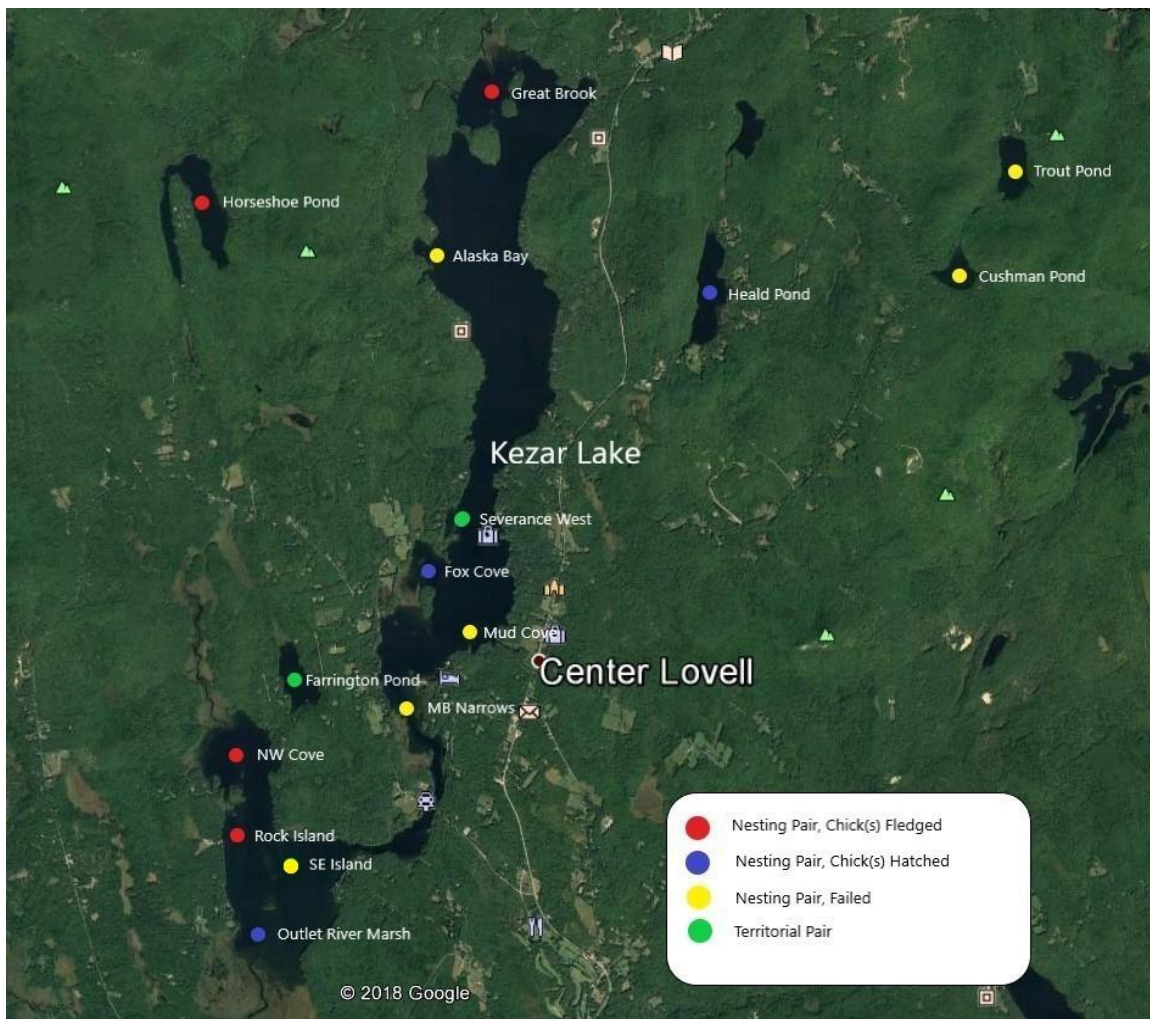 Great Brook
Trout Pond
Horseshoe Pond
Alaska Bay
Cushman Pond
Heald Pond
Kezar Lake
Severance West
Fox Cove
Mud Cove
Center Lovell
Farrington Pond
MB Narrows
NW Cove
Rock Island
SE Island
Outlet River Marsh
Nesting Pair, Chick(s) Fledged
Nesting Pair, Chick(s) Hatched
Nesting Pair, Failed
Territorial Pair
© 2018 Google